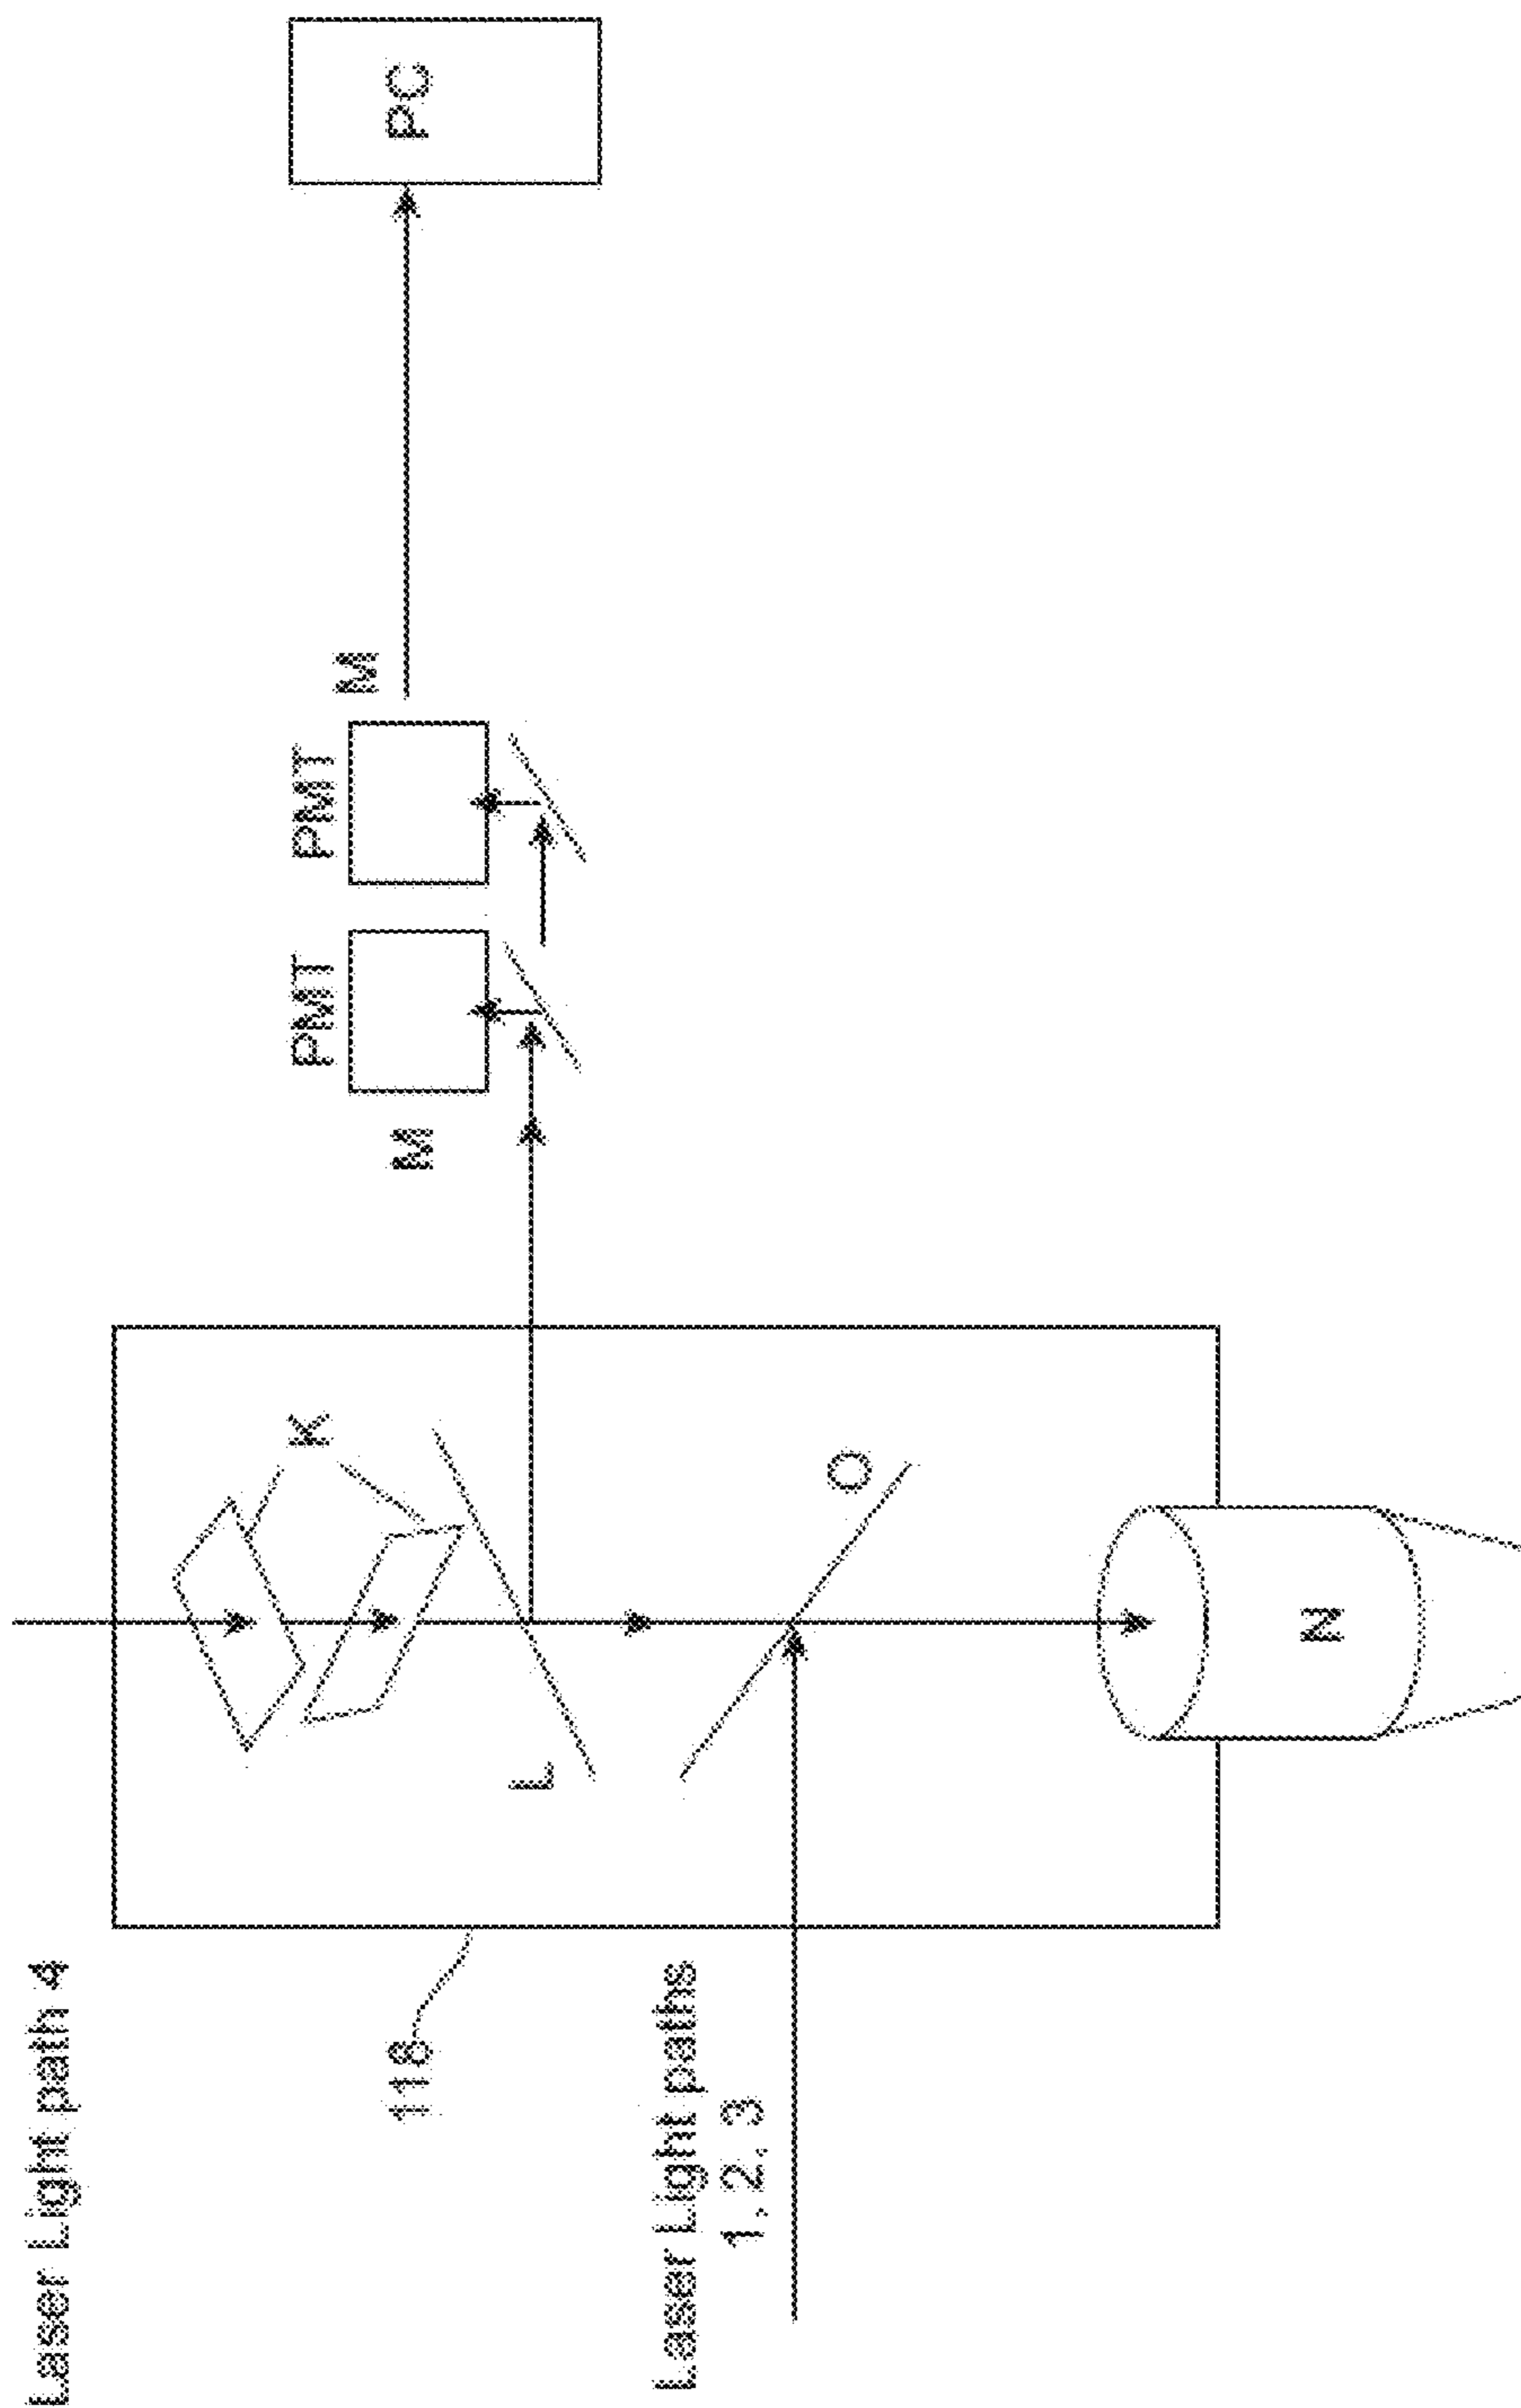 Laser Light path 4
118
Laser Light paths
1, 2, 3
K
L
O
N
M
PMT
PMT
M
PC